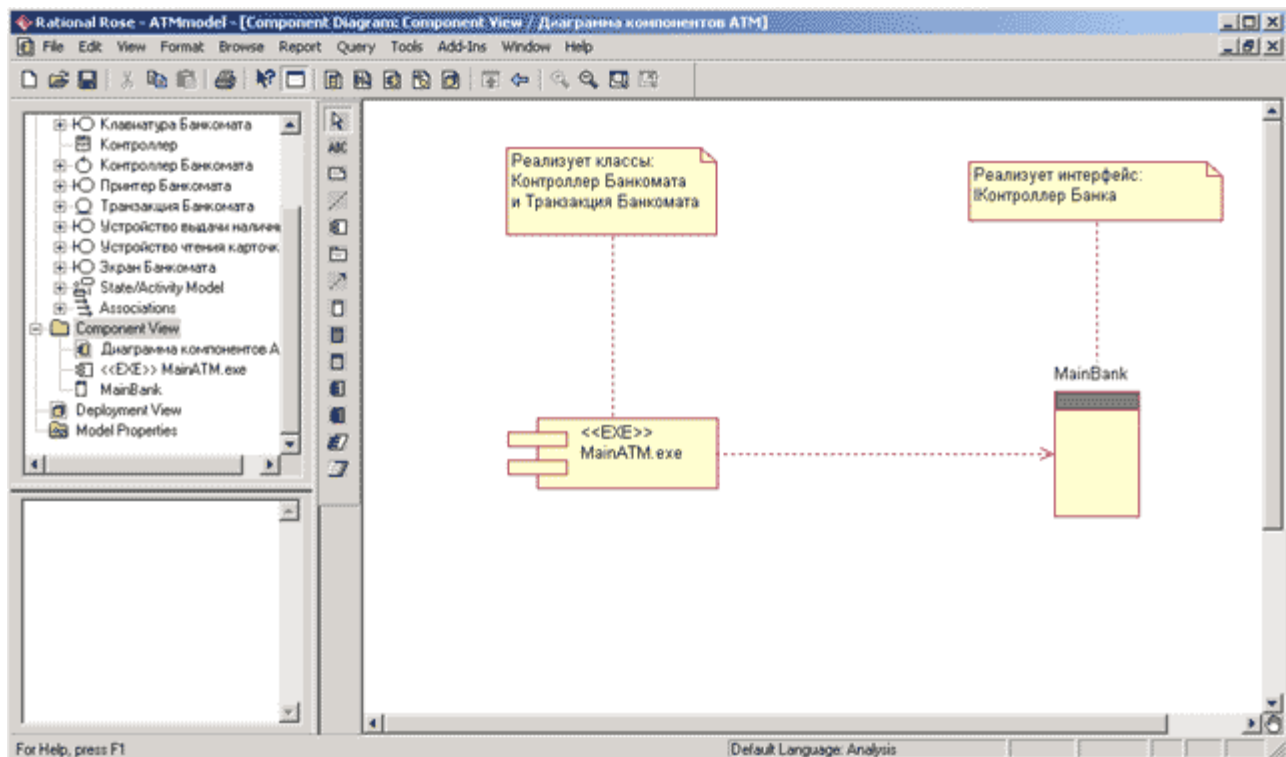 Rational Rose - ATMmodel - [Component Diagram: Component View / Диаграмма компонентов ATM]
File Edit View Format Browse Report Query Tools Add-Ins Window Help
ABC
Клавиатура Банкомата
Контроллер
Контроллер Банкомата
Принтер Банкомата
Транзакция Банкомата
Устройство выдачи наличн
Устройство чтения карточк
Экран Банкомата
State/Activity Model
Associations
Component View
Диаграмма компонентов А
<<EXE>> MainATM.exe
MainBank
Deployment View
Model Properties
Реализует классы:
Контроллер Банкомата
и Транзакция Банкомата
Реализует интерфейс:
IКонтроллер Банка
MainBank
<<EXE>>
MainATM.exe
For Help, press F1
Default Language: Analysis